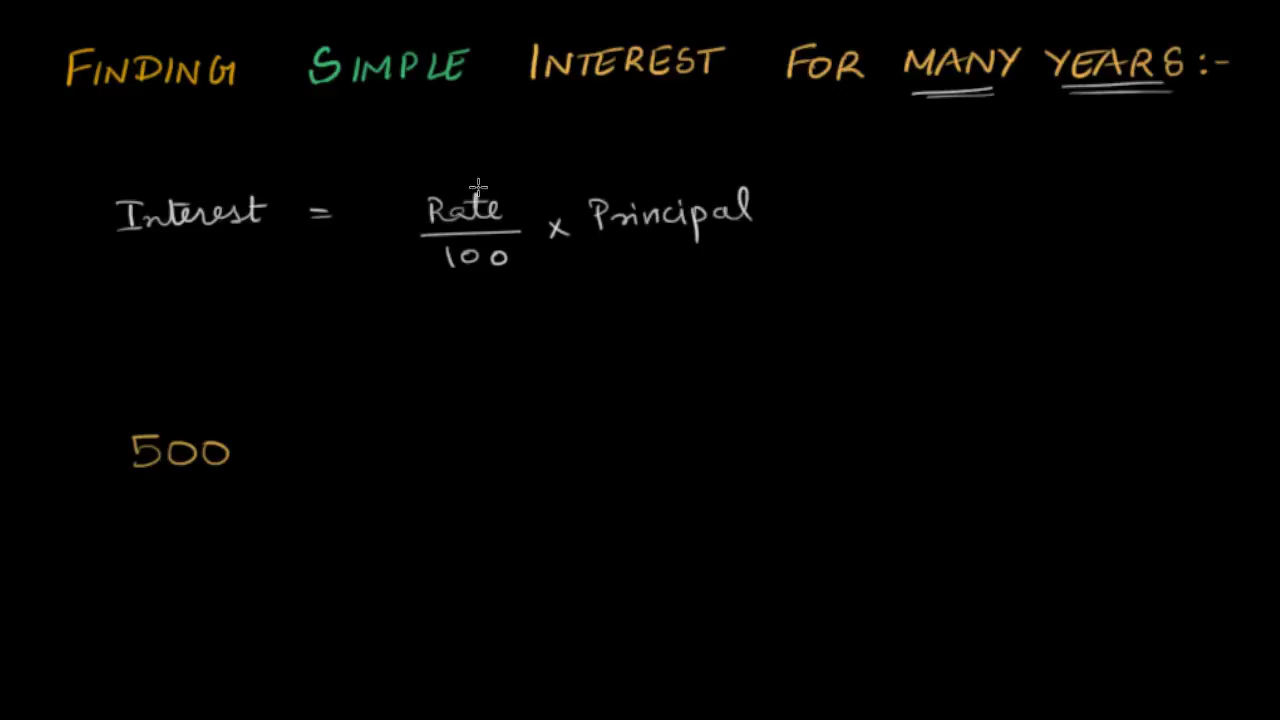 FINDING SIMPLE INTEREST FOR MANY YEARS:-
Interest = Rate/100 x Principal
500